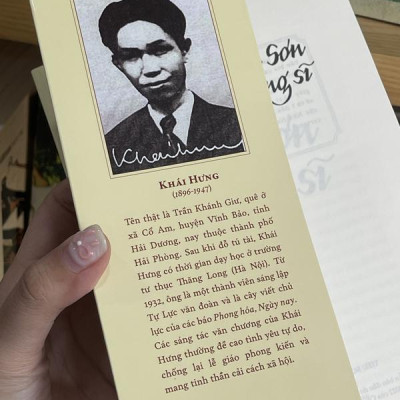 Khaihung
KHÁI HƯNG
(1896-1947)
Tên thật là Trần Khánh Giư, quê ở
xã Cổ Am, huyện Vĩnh Bảo, tỉnh
Hải Dương, nay thuộc thành phố
Hải Phòng. Sau khi đỗ tú tài, Khái
Hưng có thời gian dạy học ở trường
tư thục Thăng Long (Hà Nội). Từ
1932, ông là một thành viên sáng lập
Tự Lực văn đoàn và là cây viết chủ
lực của các báo Phong hóa, Ngày nay.
Các sáng tác văn chương của Khái
Hưng thường đề cao tình yêu tự do,
chống lại lễ giáo phong kiến và
mang tinh thần cải cách xã hội.
Sơn
sĩ
sĩ